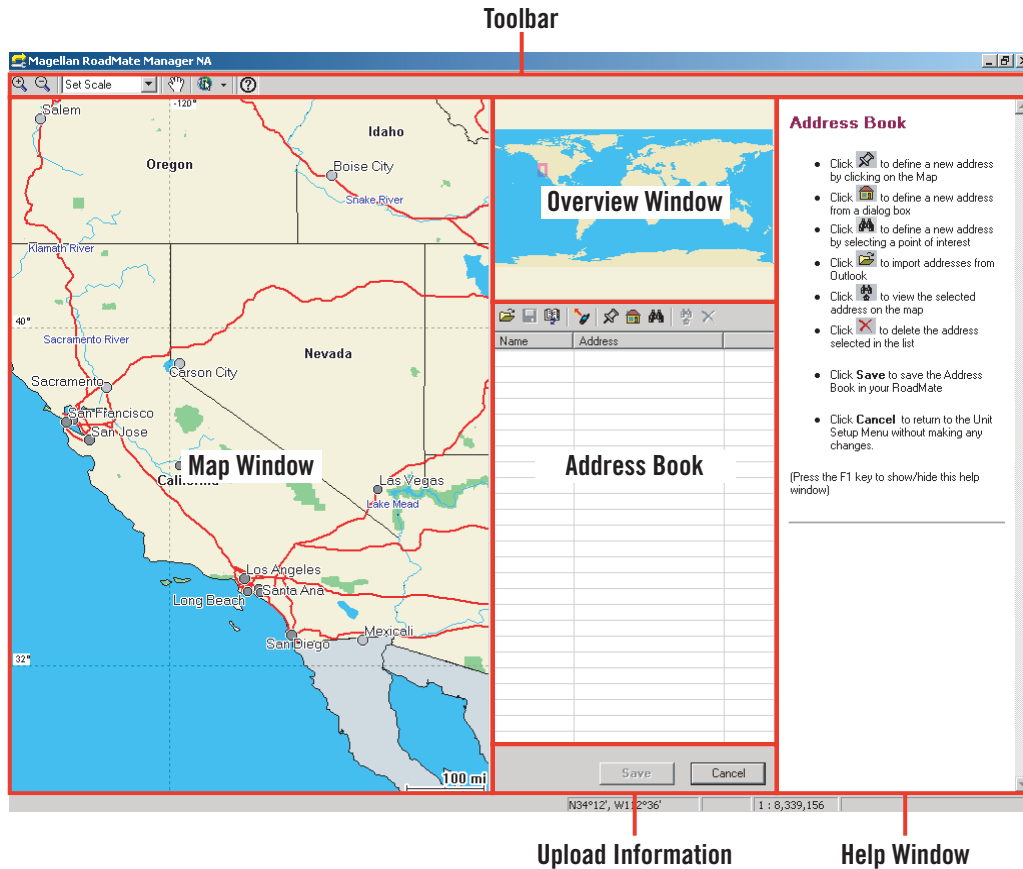 Toolbar
Magellan RoadMate Manager NA
Set Scale
-120°
Salem
Idaho
Oregon
Boise City
Snake River
Klamath River
40°
Sacramento River
Nevada
Carson City
Sacramento
San Francisco
San Jose
Map Window
California
Las Vegas
Lake Mead
Los Angeles
Santa Ana
Long Beach
San Diego
Mexicali
32°
100 mi
Overview Window
Name
Address
Address Book
Save
Cancel
Address Book
• Click to define a new address
by clicking on the Map
• Click to define a new address
from a dialog box
• Click to define a new address
by selecting a point of interest
• Click to import addresses from
Outlook
• Click to view the selected
address on the map
• Click to delete the address
selected in the list
• Click Save to save the Address
Book in your RoadMate
• Click Cancel to return to the Unit
Setup Menu without making any
changes.
(Press the F1 key to show/hide this help
window)
N34°12', W112°36'
1 : 8,339,156
Upload Information
Help Window